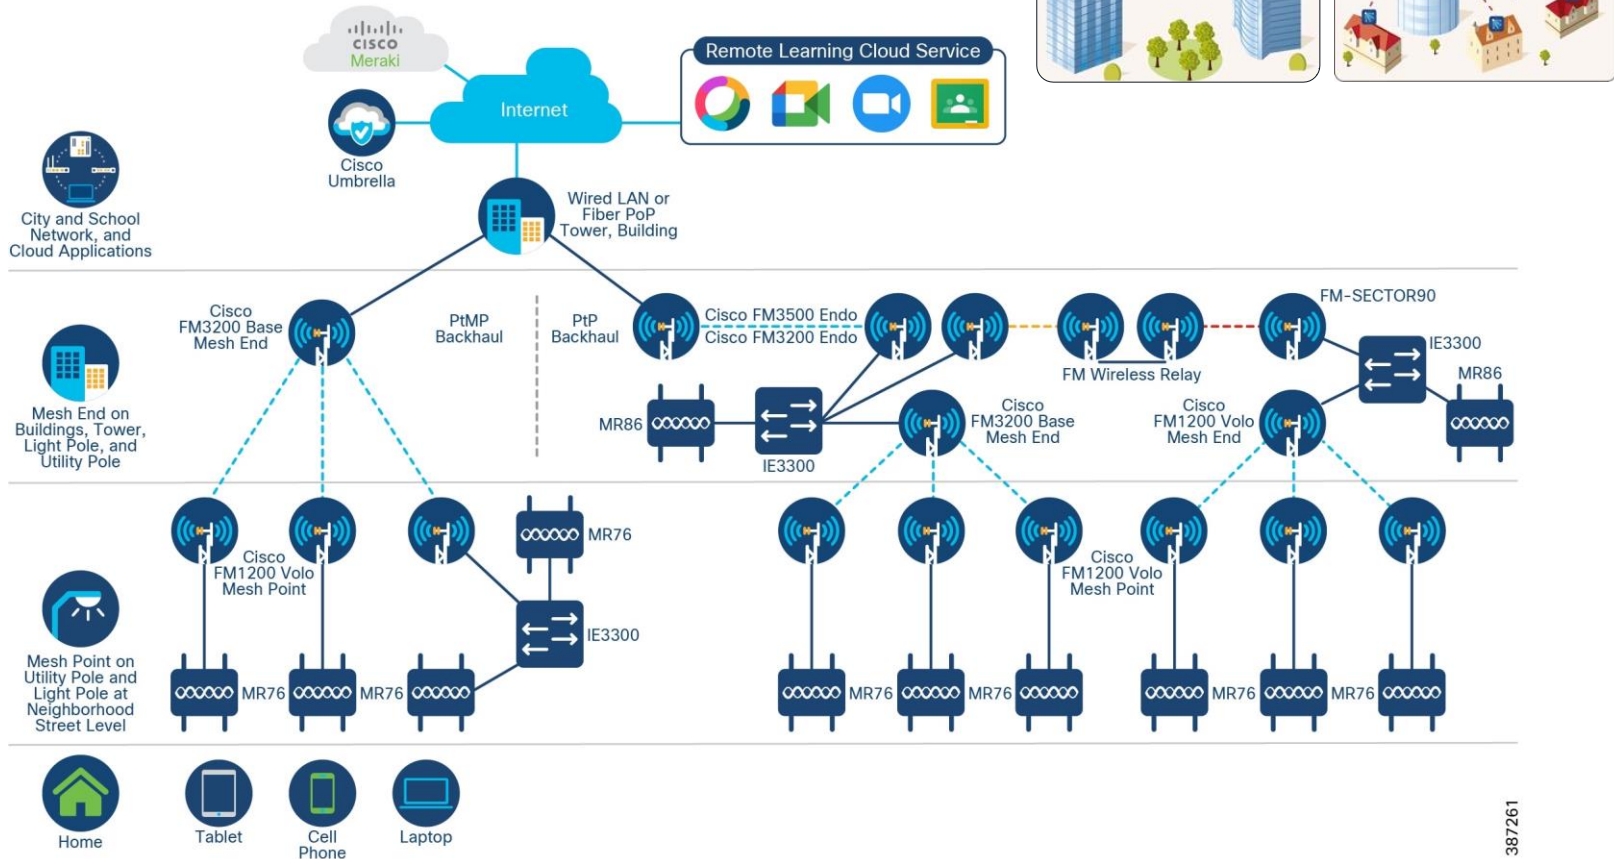 CISCO
Meraki
Internet
Remote Learning Cloud Service
Cisco
Umbrella
City and School
Network, and
Cloud Applications
Wired LAN or
Fiber PoP
Tower, Building
Cisco
FM3200 Base
Mesh End
PtMP
Backhaul
PtP
Backhaul
Cisco FM3500 Endo
Cisco FM3200 Endo
FM Wireless Relay
FM-SECTOR90
IE3300
MR86
Mesh End on
Buildings, Tower,
Light Pole, and
Utility Pole
MR86
IE3300
Cisco
FM3200 Base
Mesh End
Cisco
FM1200 Volo
Mesh End
Cisco
FM1200 Volo
Mesh Point
MR76
IE3300
Cisco
FM1200 Volo
Mesh Point
Mesh Point on
Utility Pole and
Light Pole at
Neighborhood
Street Level
MR76
MR76
MR76
MR76
MR76
MR76
Home
Tablet
Cell
Phone
Laptop
387261